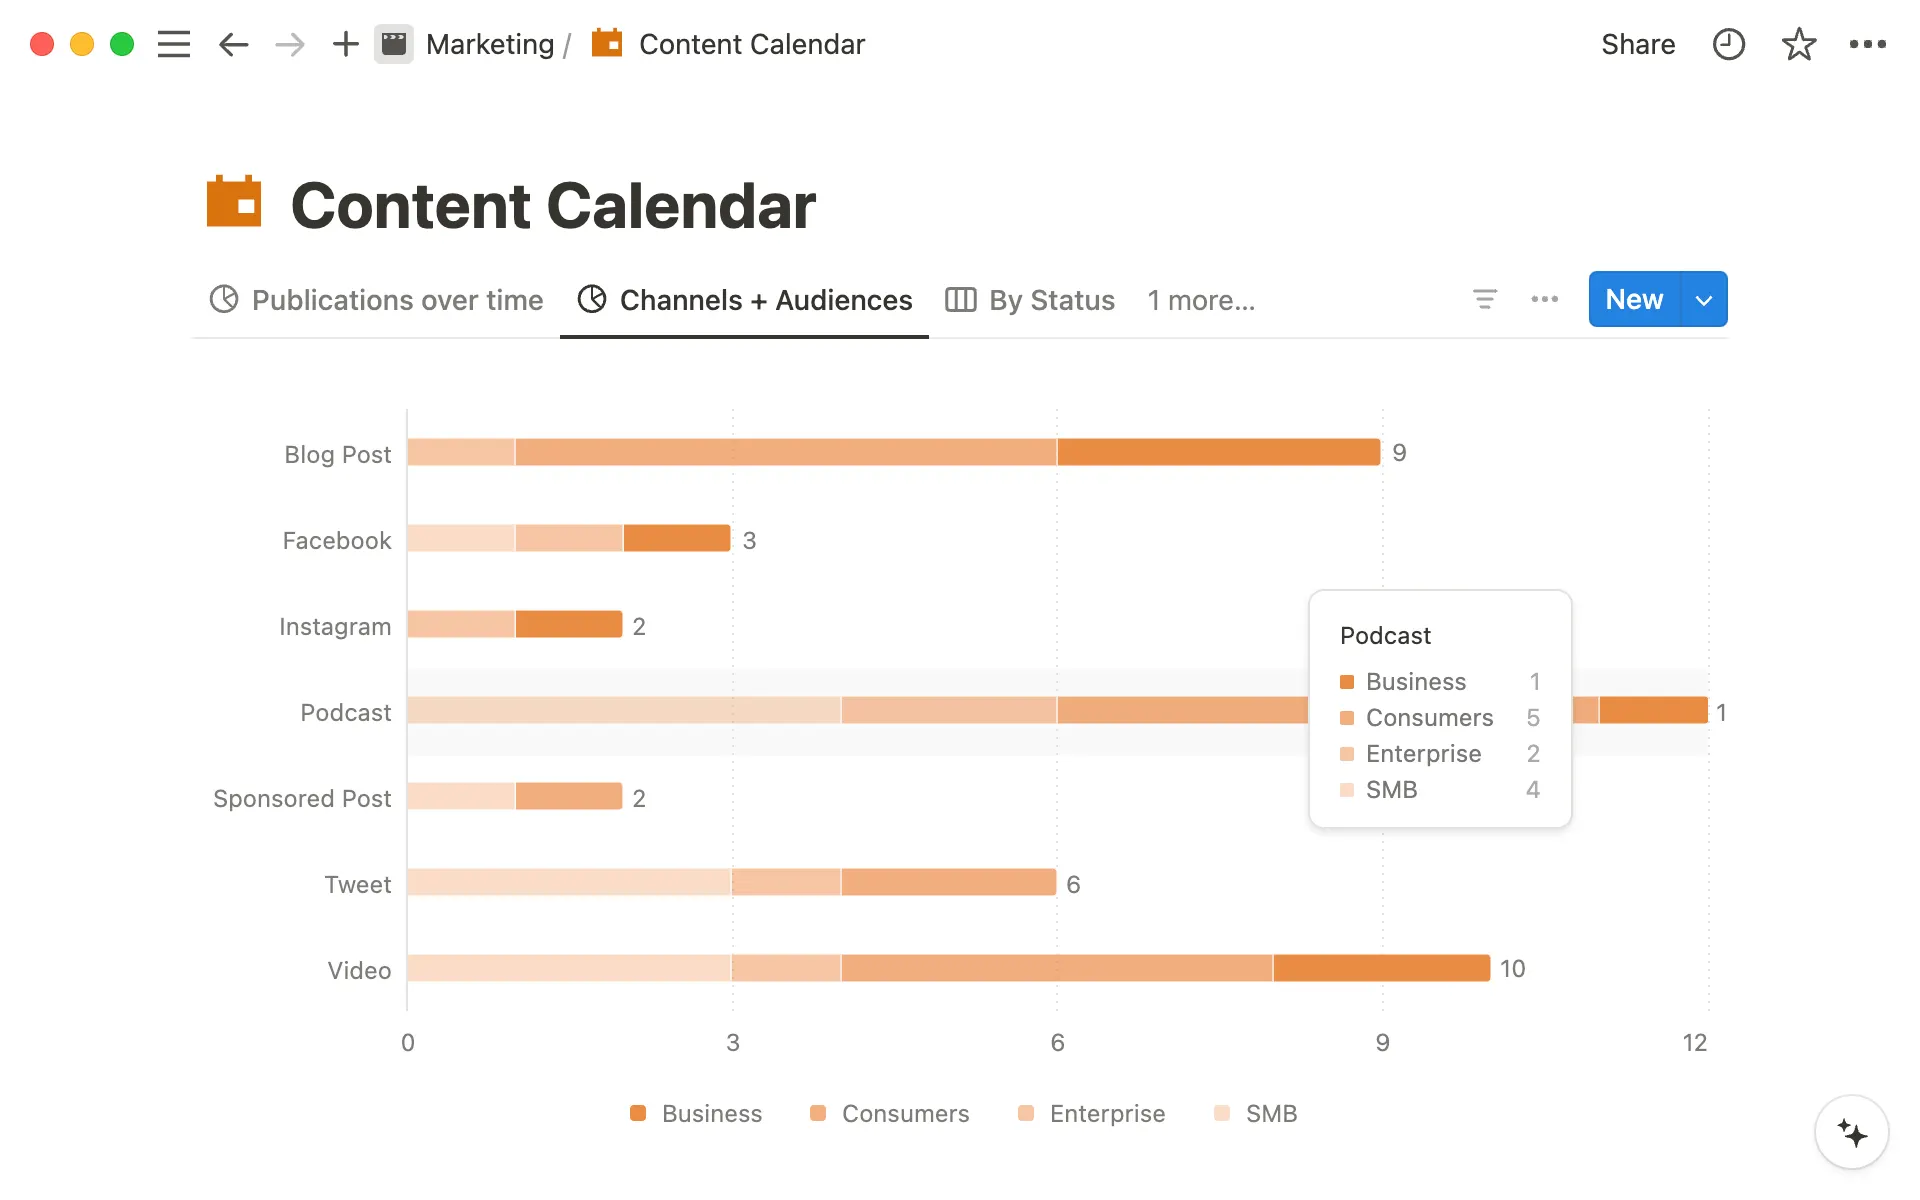 Marketing / Content Calendar Share
Content Calendar
Publications over time Channels + Audiences By Status 1 more... New
Blog Post 9
Facebook 3
Instagram 2
Podcast 1
Podcast
Business 1
Consumers 5
Enterprise 2
SMB 4
Sponsored Post 2
Tweet 6
Video 10
0 3 6 9 12
Business Consumers Enterprise SMB